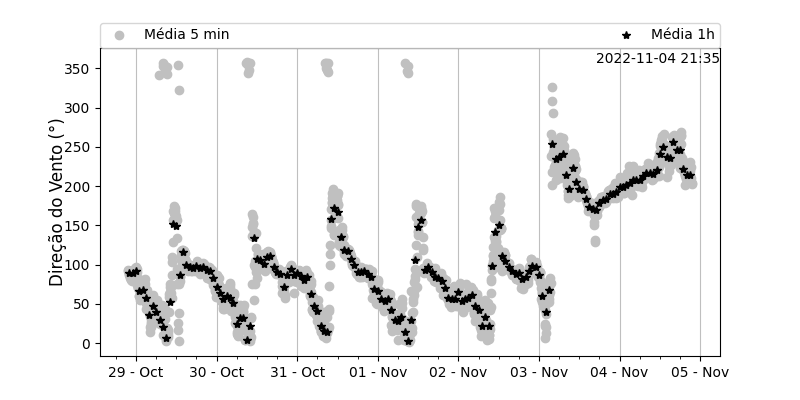 Média 5 min
Média 1h
2022-11-04 21:35
Direção do Vento (°)
350
300
250
200
150
100
50
0
29 - Oct
30 - Oct
31 - Oct
01 - Nov
02 - Nov
03 - Nov
04 - Nov
05 - Nov